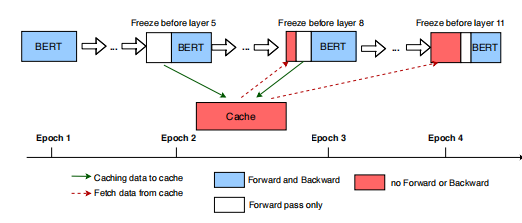 Freeze before layer 5
Freeze before layer 8
Freeze before layer 11
BERT
...
BERT
...
BERT
...
BERT
Cache
Epoch 1
Epoch 2
Epoch 3
Epoch 4
Caching data to cache
Fetch data from cache
Forward and Backward
Forward pass only
no Forward or Backward